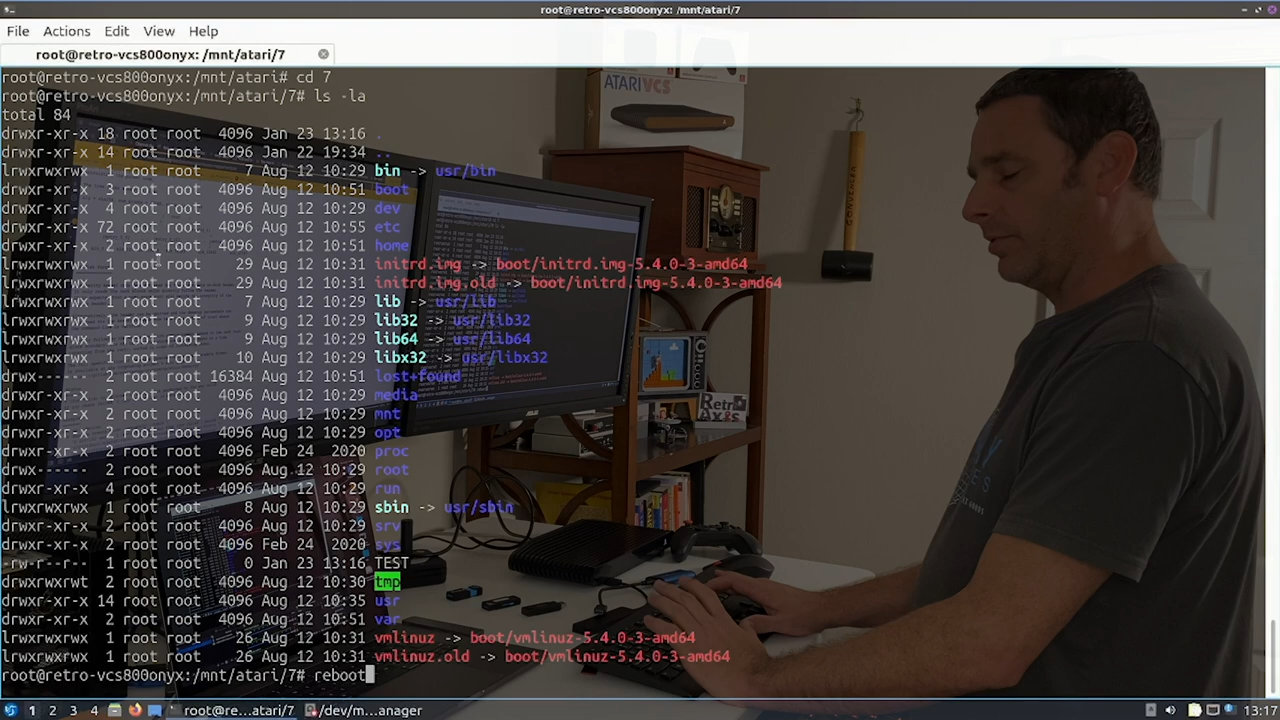 root@retro-vcs800onyx: /mnt/atari/7
File Actions Edit View Help
root@retro-vcs800onyx: /mnt/atari/7
root@retro-vcs800onyx:/mnt/atari# cd 7
root@retro-vcs800onyx:/mnt/atari/7# ls -la
total 84
drwxr-xr-x 18 root root 4096 Jan 23 13:16 .
drwxr-xr-x 14 root root 4096 Jan 22 19:34 ..
lrwxrwxrwx 1 root root 7 Aug 12 10:29 bin -> usr/bin
drwxr-xr-x 3 root root 4096 Aug 12 10:51 boot
drwxr-xr-x 4 root root 4096 Aug 12 10:29 dev
drwxr-xr-x 72 root root 4096 Aug 12 10:55 etc
drwxr-xr-x 2 root root 4096 Aug 12 10:51 home
lrwxrwxrwx 1 root root 29 Aug 12 10:31 initrd.img -> boot/initrd.img-5.4.0-3-amd64
lrwxrwxrwx 1 root root 29 Aug 12 10:31 initrd.img.old -> boot/initrd.img-5.4.0-3-amd64
lrwxrwxrwx 1 root root 7 Aug 12 10:29 lib -> usr/lib
lrwxrwxrwx 1 root root 9 Aug 12 10:29 lib32 -> usr/lib32
lrwxrwxrwx 1 root root 9 Aug 12 10:29 lib64 -> usr/lib64
lrwxrwxrwx 1 root root 10 Aug 12 10:29 libx32 -> usr/libx32
drwx------ 2 root root 16384 Aug 12 10:51 lost+found
drwxr-xr-x 2 root root 4096 Aug 12 10:29 media
drwxr-xr-x 2 root root 4096 Aug 12 10:29 mnt
drwxr-xr-x 2 root root 4096 Aug 12 10:29 opt
drwxr-xr-x 2 root root 4096 Feb 24 2020 proc
drwx------ 2 root root 4096 Aug 12 10:29 root
drwxr-xr-x 4 root root 4096 Aug 12 10:29 run
lrwxrwxrwx 1 root root 8 Aug 12 10:29 sbin -> usr/sbin
drwxr-xr-x 2 root root 4096 Aug 12 10:29 srv
drwxr-xr-x 2 root root 4096 Feb 24 2020 sys
-rw-r--r-- 1 root root 0 Jan 23 13:16 TEST
drwxrwxrwt 2 root root 4096 Aug 12 10:30 tmp
drwxr-xr-x 14 root root 4096 Aug 12 10:35 usr
drwxr-xr-x 2 root root 4096 Aug 12 10:51 var
lrwxrwxrwx 1 root root 26 Aug 12 10:31 vmlinuz -> boot/vmlinuz-5.4.0-3-amd64
lrwxrwxrwx 1 root root 26 Aug 12 10:31 vmlinuz.old -> boot/vmlinuz-5.4.0-3-amd64
root@retro-vcs800onyx:/mnt/atari/7# reboot
ATARI VCS
Retro
Axis
1 2 3 4 root@re...atari/7 /dev/m...anager 13:17